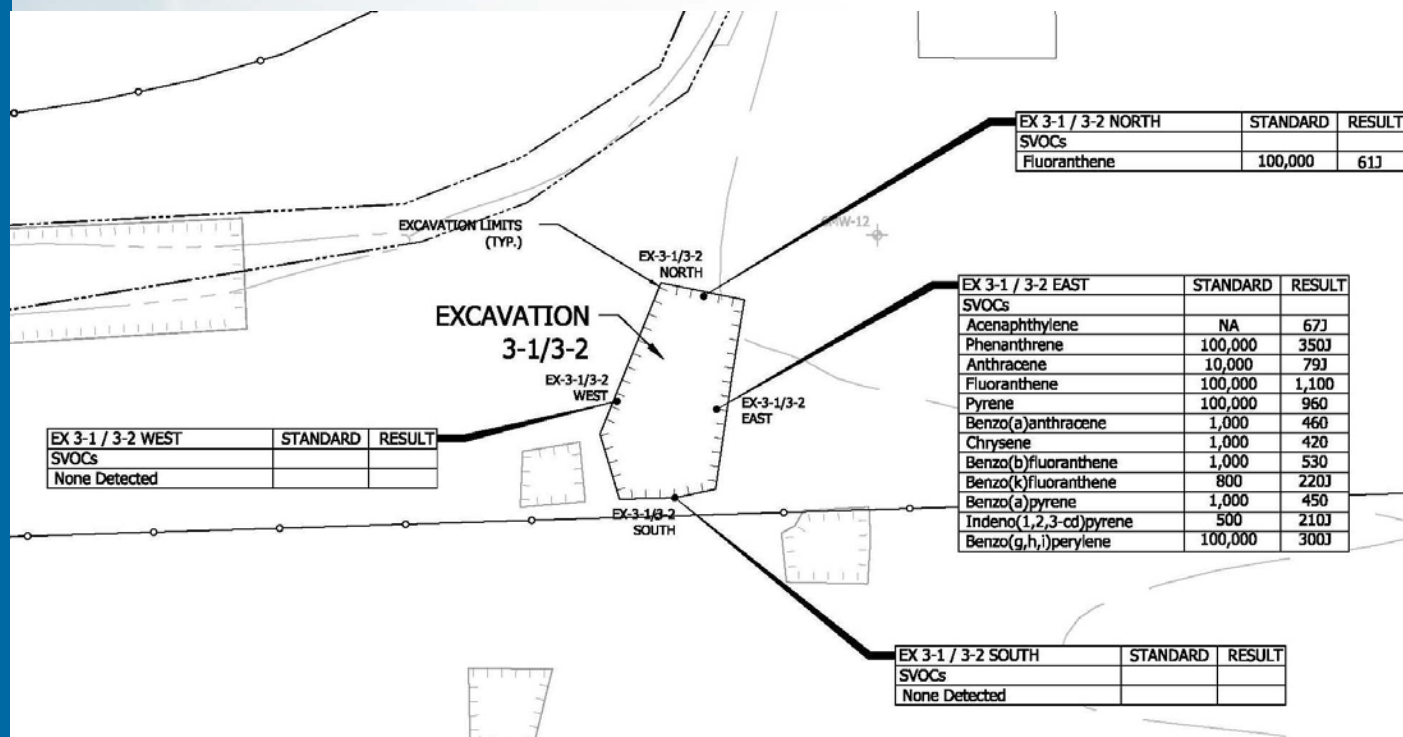 EX 3-1 / 3-2 NORTH STANDARD RESULT
SVOCs
Fluoranthene 100,000 61J
EXCAVATION LIMITS
(TYP.)
EX-3-1/3-2
NORTH
EXCAVATION
3-1/3-2
EX-3-1/3-2
WEST
EX-3-1/3-2
EAST
EX-3-1/3-2
SOUTH
EX 3-1 / 3-2 EAST STANDARD RESULT
SVOCs
Acenaphthylene NA 67J
Phenanthrene 100,000 350J
Anthracene 10,000 79J
Fluoranthene 100,000 1,100
Pyrene 100,000 960
Benzo(a)anthracene 1,000 460
Chrysene 1,000 420
Benzo(b)fluoranthene 1,000 530
Benzo(k)fluoranthene 800 220J
Benzo(a)pyrene 1,000 450
Indeno(1,2,3-cd)pyrene 500 210J
Benzo(g,h,i)perylene 100,000 300J
EX 3-1 / 3-2 WEST STANDARD RESULT
SVOCs
None Detected
EX 3-1 / 3-2 SOUTH STANDARD RESULT
SVOCs
None Detected